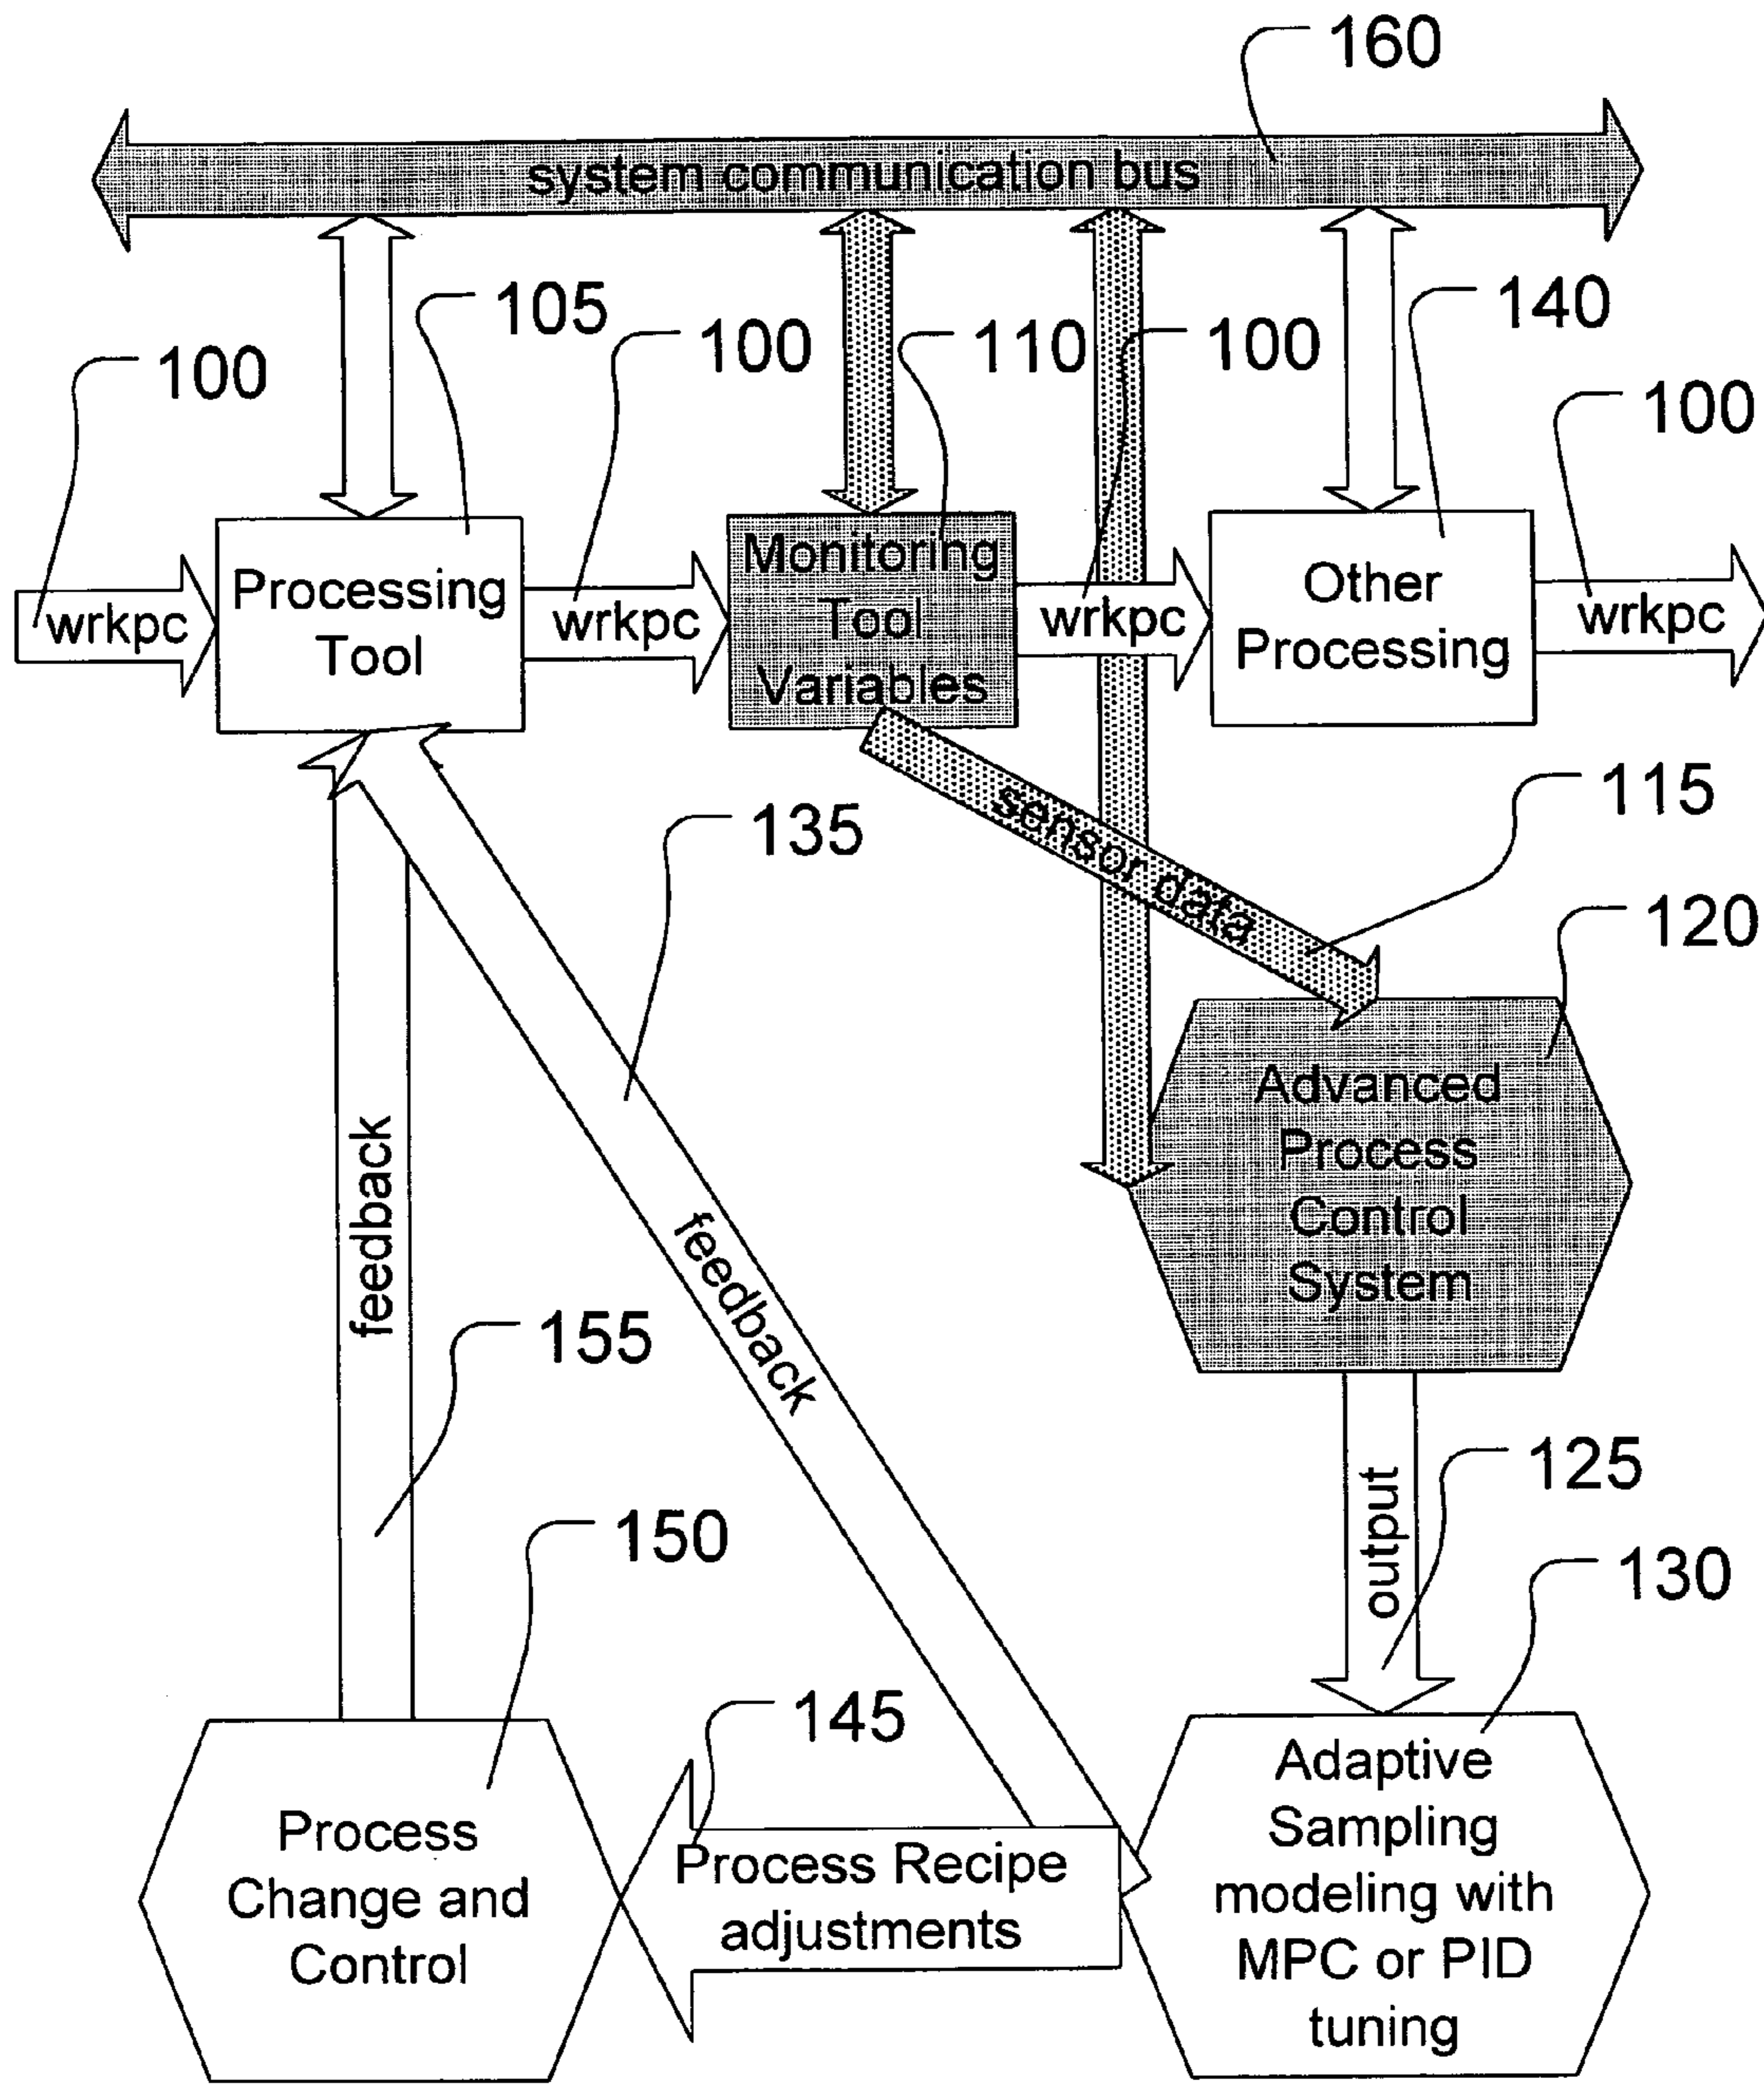 160
system communication bus
105
140
100
100
110
100
100
wrkpc
Processing
Tool
wrkpc
Monitoring
Tool
Variables
wrkpc
Other
Processing
wrkpc
115
sensor data
135
120
Advanced
Process
Control
System
feedback
feedback
155
125
output
150
130
145
Process
Change and
Control
Process Recipe
adjustments
Adaptive
Sampling
modeling with
MPC or PID
tuning